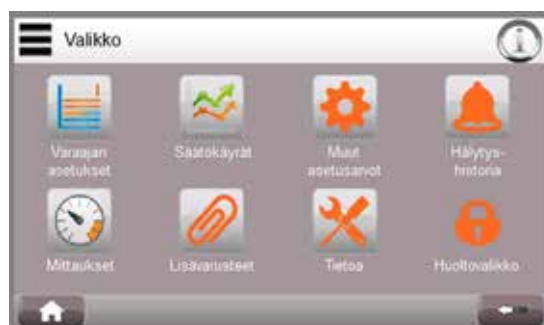 Valikko
Varaajan
asetukset
Säätökäyrät
Muut
asetusarvot
Hälytys-
historia
Mittaukset
Lisävarusteet
Tietoa
Huoltovalikko